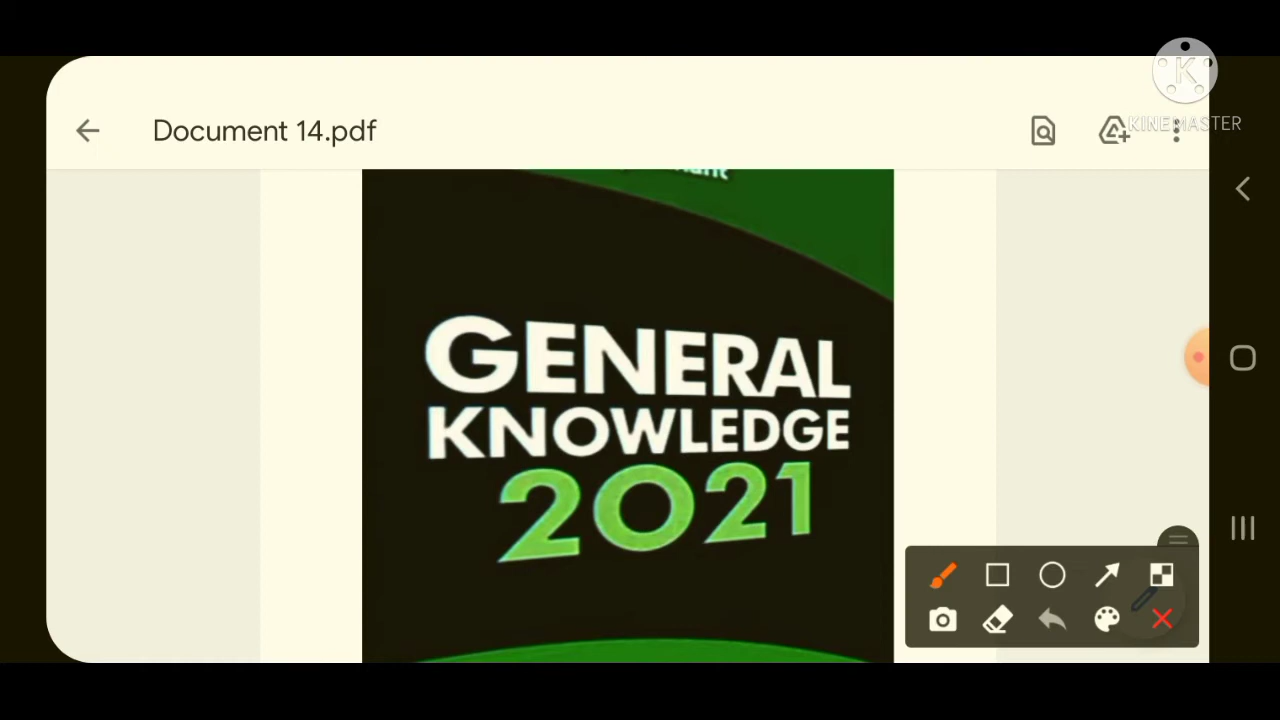 Document 14.pdf
K
KINEMASTER
GENERAL
KNOWLEDGE
2021